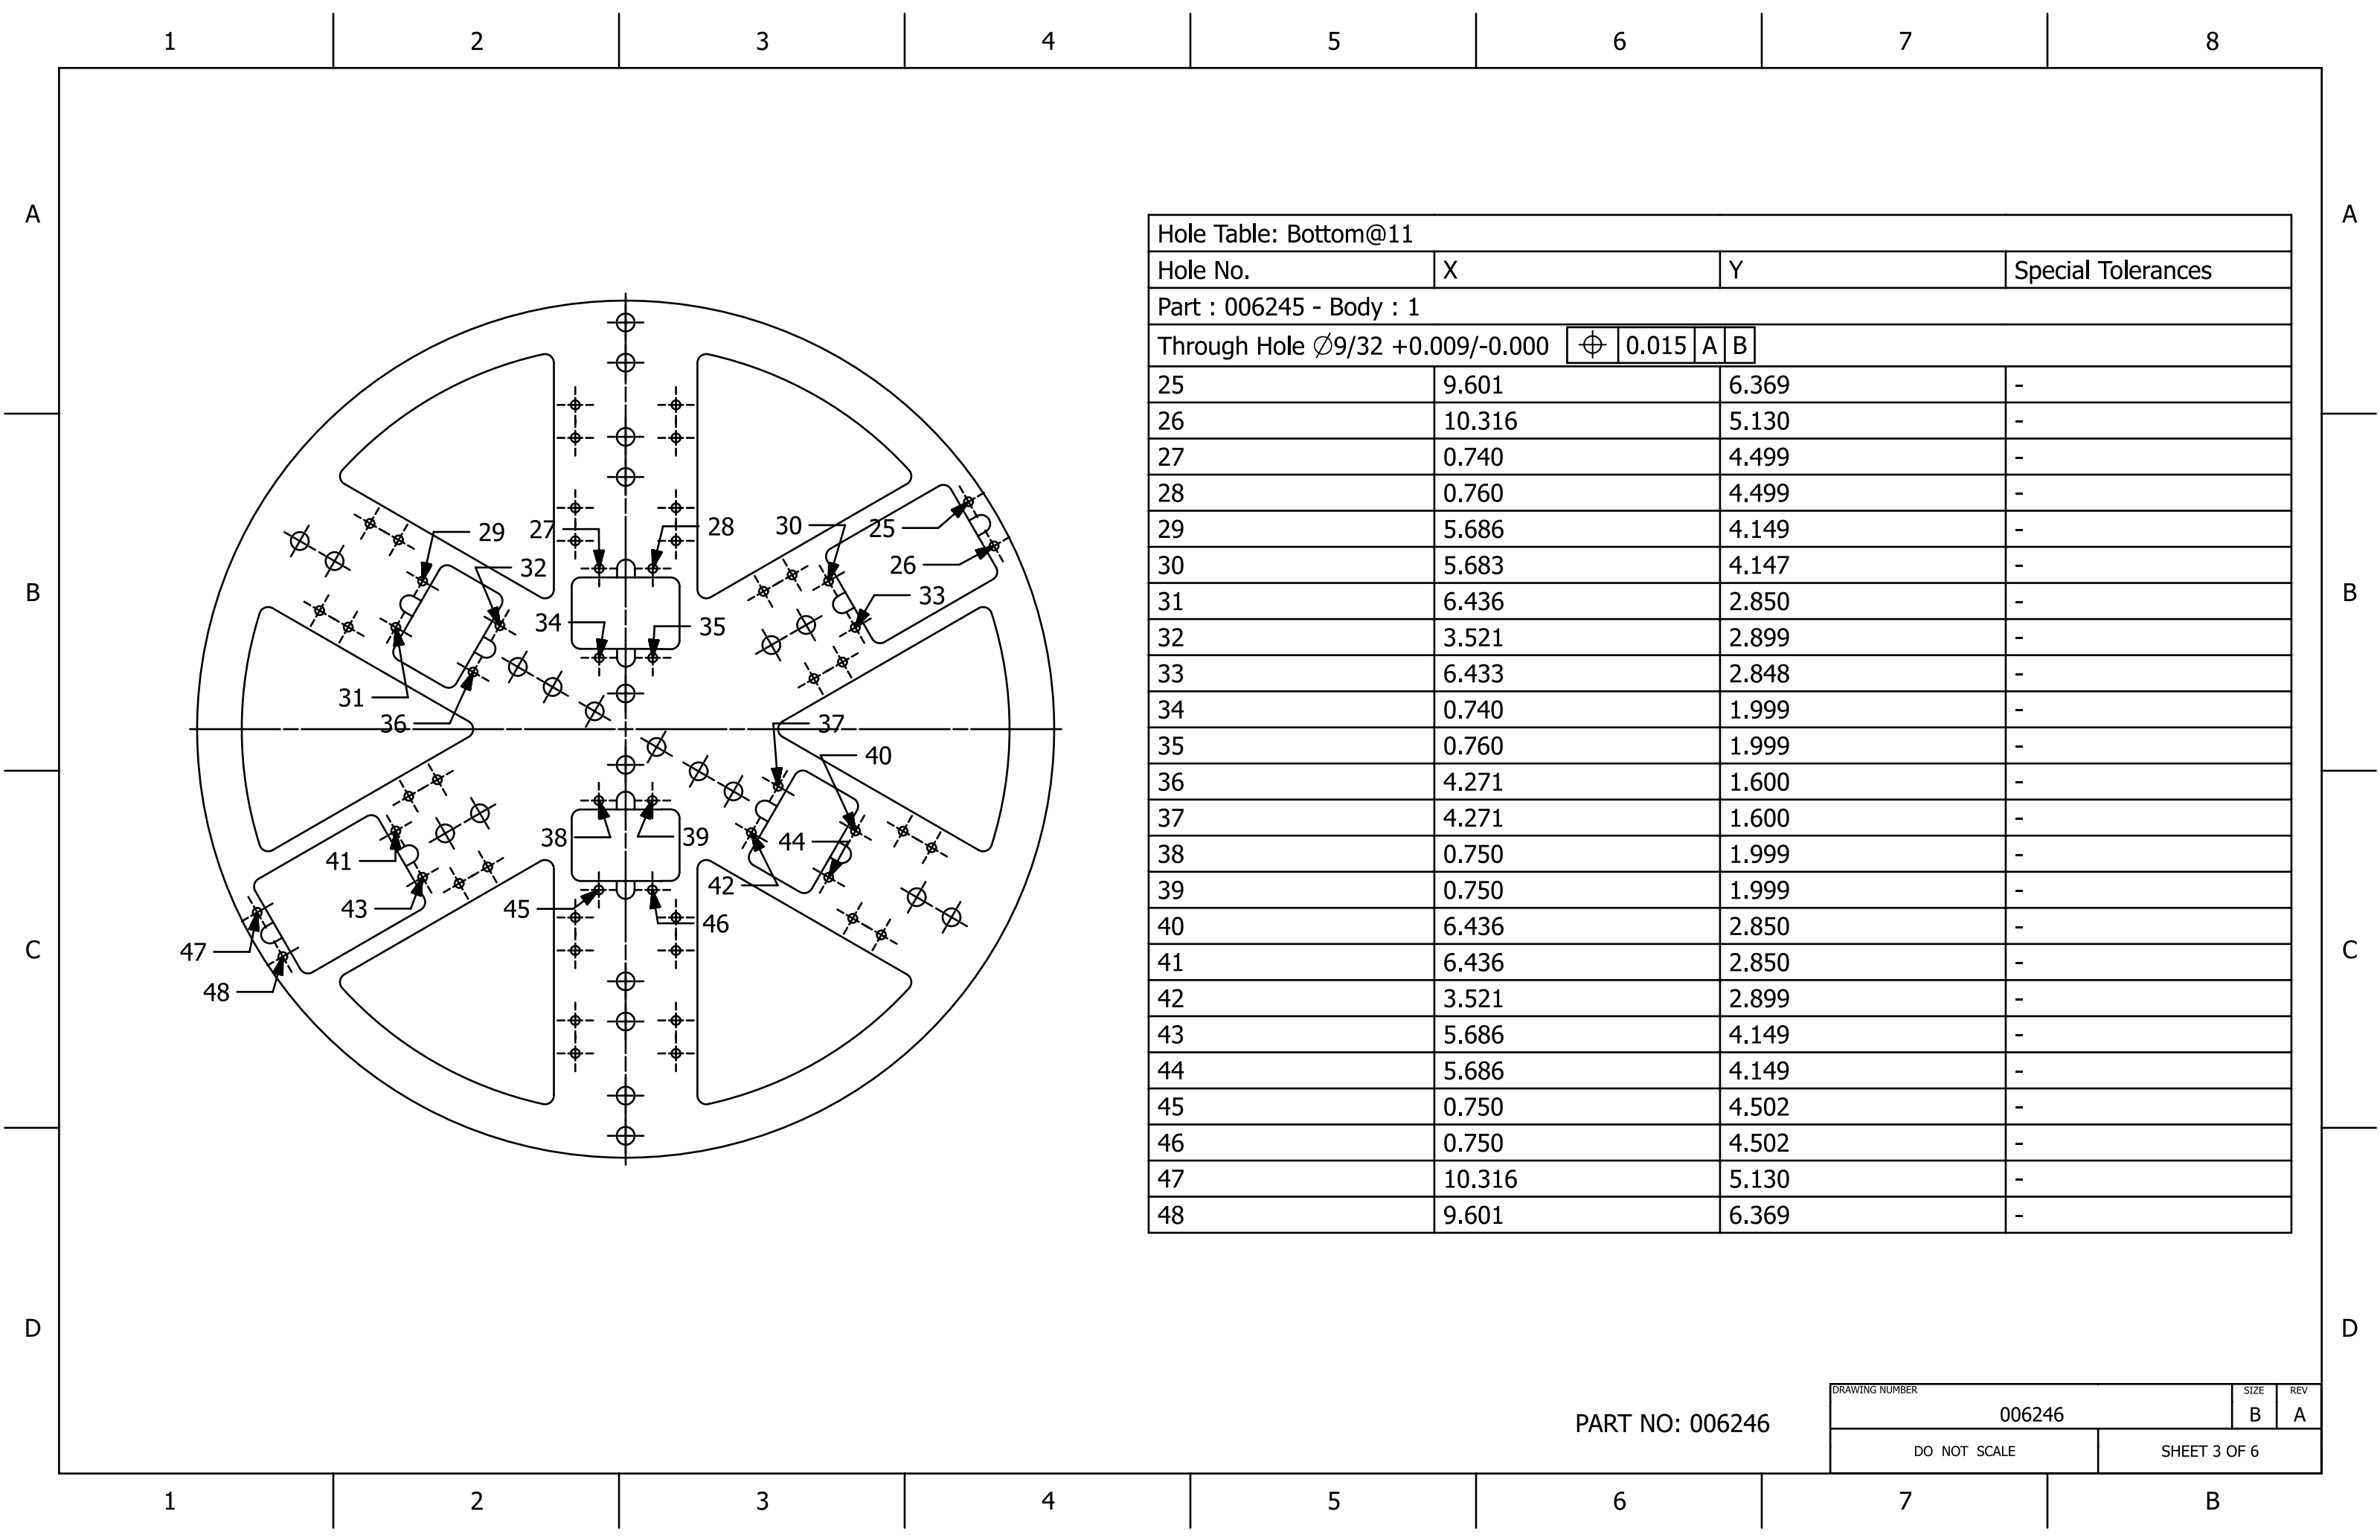 1 2 3 4 5 6 7 8
A A
Hole Table: Bottom@11
Hole No. X Y Special Tolerances
Part : 006245 - Body : 1
Through Hole ∅9/32 +0.009/-0.000 ⌖ 0.015 A B
25 9.601 6.369 -
26 10.316 5.130 -
27 0.740 4.499 -
28 0.760 4.499 -
29 5.686 4.149 -
30 5.683 4.147 -
31 6.436 2.850 -
32 3.521 2.899 -
33 6.433 2.848 -
34 0.740 1.999 -
35 0.760 1.999 -
36 4.271 1.600 -
37 4.271 1.600 -
38 0.750 1.999 -
39 0.750 1.999 -
40 6.436 2.850 -
41 6.436 2.850 -
42 3.521 2.899 -
43 5.686 4.149 -
44 5.686 4.149 -
45 0.750 4.502 -
46 0.750 4.502 -
47 10.316 5.130 -
48 9.601 6.369 -
29 27 28 30 25
32 26
B B
34 35 33
31
36 37
40
38 39 44
41
42
43 45
46
C C
47
48
D D
PART NO: 006246
DRAWING NUMBER SIZE REV
006246 B A
DO NOT SCALE SHEET 3 OF 6
1 2 3 4 5 6 7 B